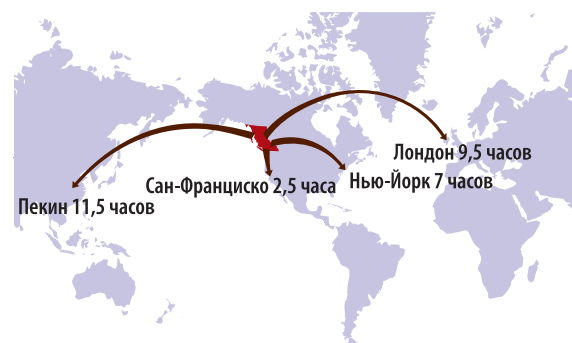 Лондон 9,5 часов
Сан-Франциско 2,5 часа
Нью-Йорк 7 часов
Пекин 11,5 часов